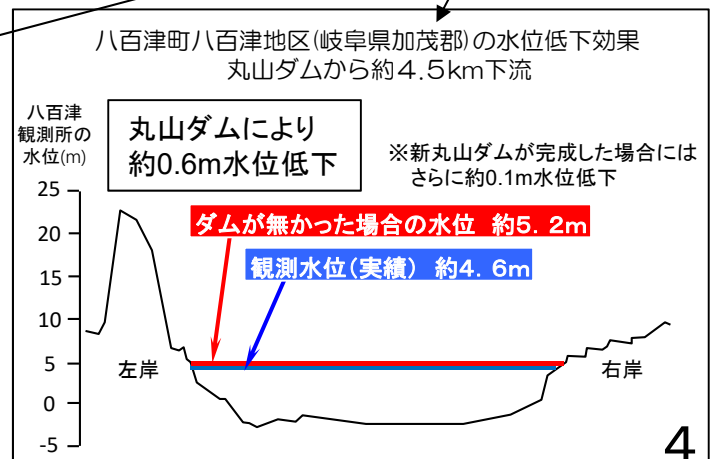 八百津町八百津地区(岐阜県加茂郡)の水位低下効果
丸山ダムから約4.5km下流
八百津
観測所の
水位(m)
丸山ダムにより
約0.6m水位低下
※新丸山ダムが完成した場合には
さらに約0.1m水位低下
25
20
15
10
5
0
-5
ダムが無かった場合の水位 約5.2m
観測水位(実績) 約4.6m
左岸
右岸
4